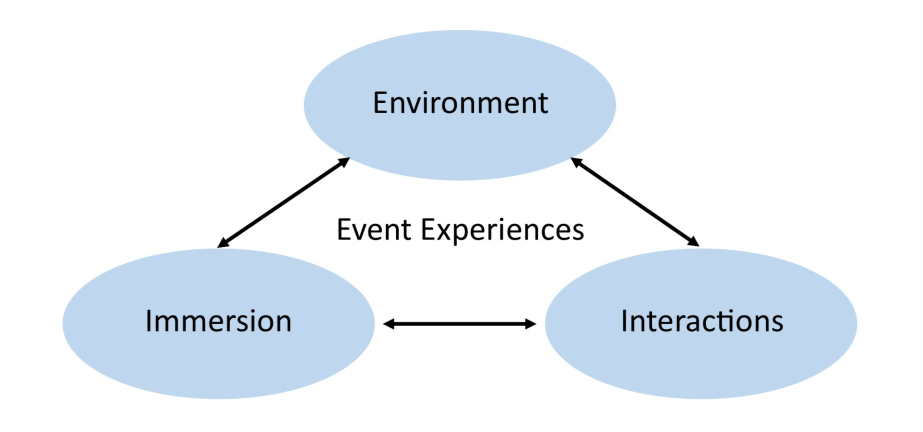 Environment
Event Experiences
Immersion
Interactions